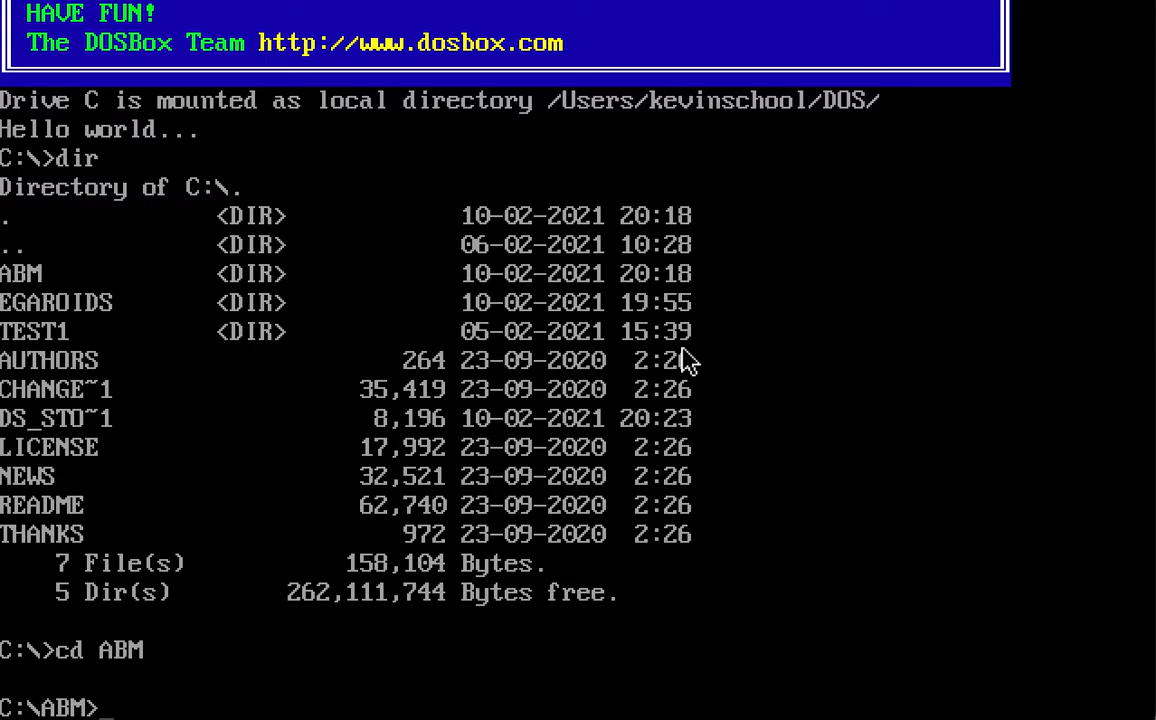 HAVE FUN!
The DOSBox Team http://www.dosbox.com
Drive C is mounted as local directory /Users/kevinschool/DOS/
Hello world...
C:\>dir
Directory of C:\.
. <DIR> 10-02-2021 20:18
.. <DIR> 06-02-2021 10:28
ABM <DIR> 10-02-2021 20:18
EGAROIDS <DIR> 10-02-2021 19:55
TEST1 <DIR> 05-02-2021 15:39
AUTHORS 264 23-09-2020
CHANGE~1 35,419 23-09-2020 2:26
DS_STO~1 8,196 10-02-2021 20:23
LICENSE 17,992 23-09-2020 2:26
NEWS 32,521 23-09-2020 2:26
README 62,740 23-09-2020 2:26
THANKS 972 23-09-2020 2:26
7 File(s) 158,104 Bytes.
5 Dir(s) 262,111,744 Bytes free.
C:\>cd ABM
C:\ABM>_